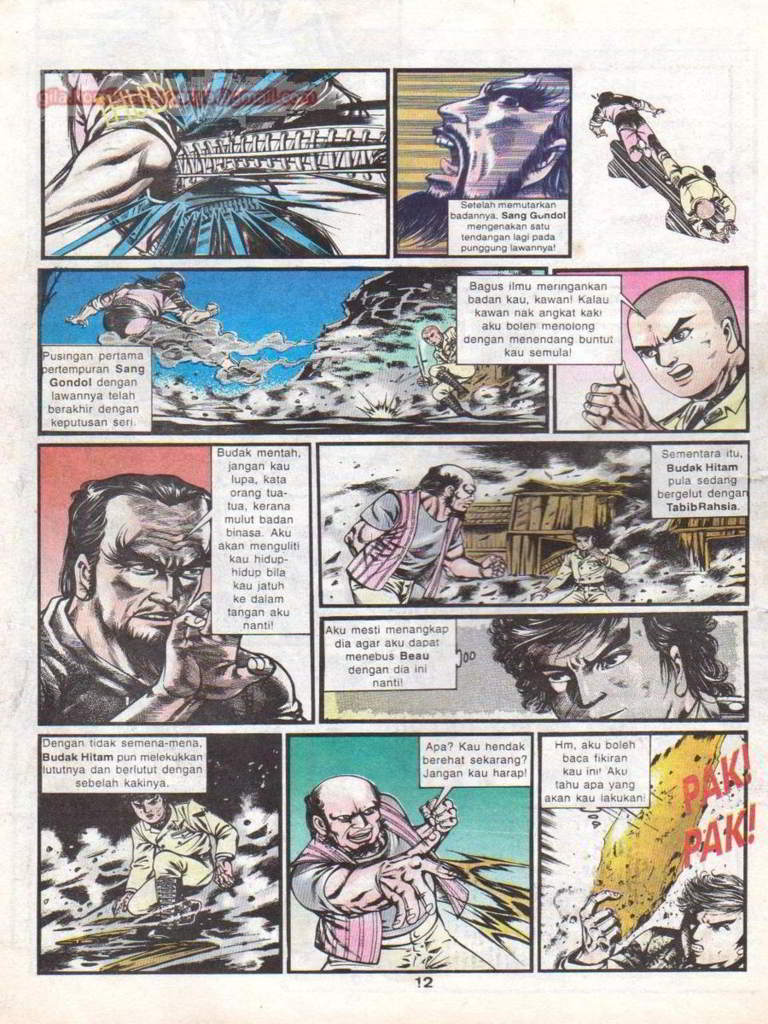 Setelah memutarkan
badannya, Sang Gondol
mengenakan satu
tendangan lagi pada
punggung lawannya!
Pusingan pertama
pertempuran Sang
Gondol dengan
lawannya telah
berakhir dengan
keputusan seri.
Bagus ilmu meringankan
badan kau, kawan! Kalau
kawan nak angkat kaki
aku boleh menolong
dengan menendang buntut
kau semula!
Budak mentah,
jangan kau
lupa, kata
orang tua-
tua, kerana
mulut badan
binasa. Aku
akan menguliti
kau hidup-
hidup bila
kau jatuh
ke dalam
tangan aku
nanti!
Sementara itu,
Budak Hitam
pula sedang
bergelut dengan
Tabib Rahsia.
Aku mesti menangkap
dia agar aku dapat
menebus Beau
dengan dia ini
nanti!
Dengan tidak semena-mena,
Budak Hitam pun melekukkan
lututnya dan berlutut dengan
sebelah kakinya.
Apa? Kau hendak
berehat sekarang?
Jangan kau harap!
Hm, aku boleh
baca fikiran
kau ini! Aku
tahu apa yang
akan kau lakukan!
PAK!
PAK!
12